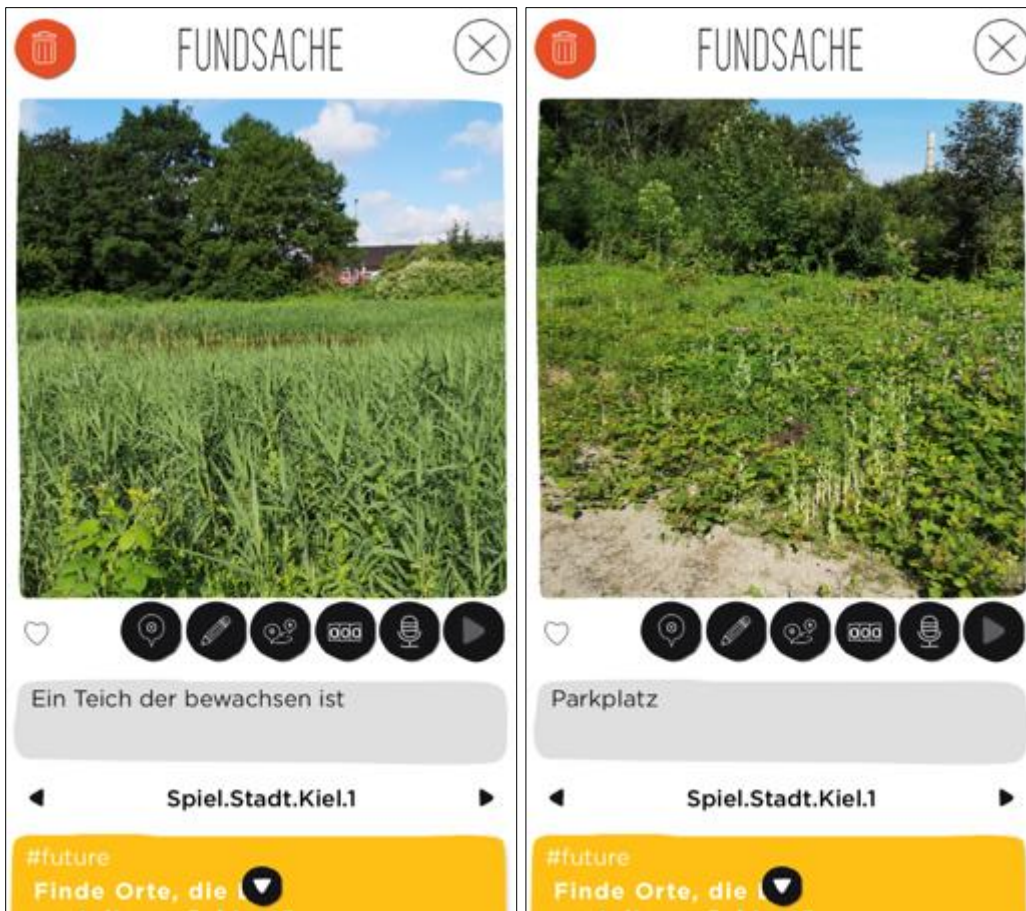 FUNDSACHE
Ein Teich der bewachsen ist
Spiel.Stadt.Kiel.1
#future
Finde Orte, die
FUNDSACHE
Parkplatz
Spiel.Stadt.Kiel.1
#future
Finde Orte, die